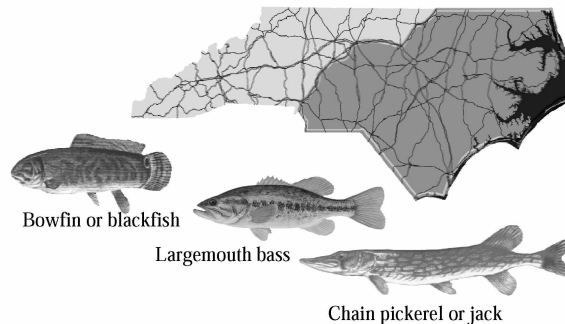 Bowfin or blackfish
Largemouth bass
Chain pickerel or jack